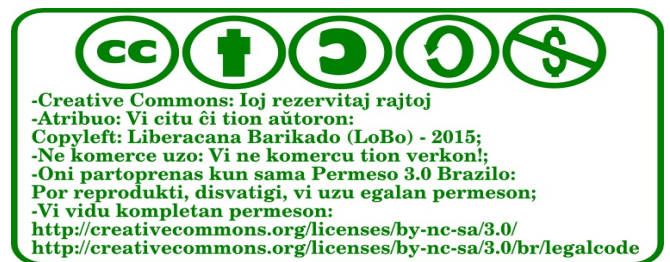 cc $
-Creative Commons: Ioj rezervitaj rajtoj
-Atribuo: Vi citu ĉi tion aŭtoron:
Copyleft: Liberacana Barikado (LoBo) - 2015;
-Ne komerce uzo: Vi ne komercu tion verkon!;
-Oni partoprenas kun sama Permeso 3.0 Brazilo:
Por reprodukti, disvatigi, vi uzu egalan permeson;
-Vi vidu kompletan permeson:
http://creativecommons.org/licenses/by-nc-sa/3.0/
http://creativecommons.org/licenses/by-nc-sa/3.0/br/legalcode